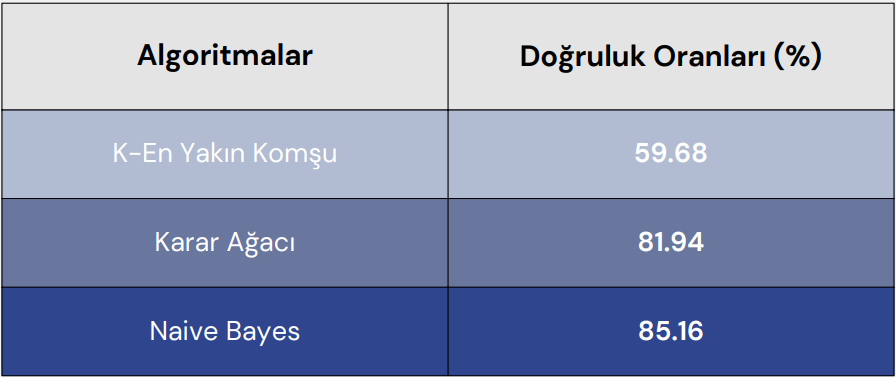 Algoritmalar Doğruluk Oranları (%)
K-En Yakın Komşu 59.68
Karar Ağacı 81.94
Naive Bayes 85.16